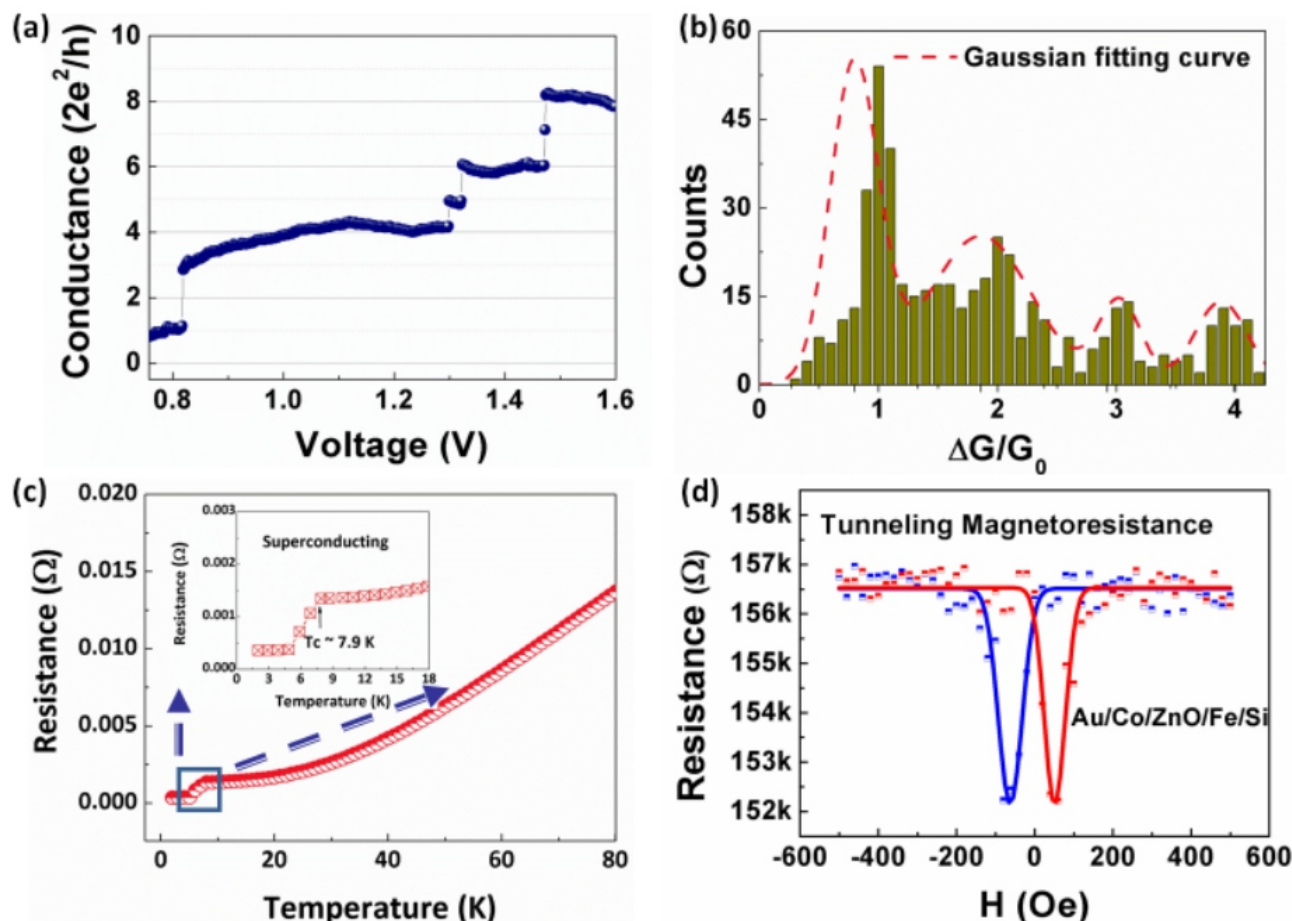 (a)
Conductance (2e²/h)
10
8
6
4
2
0
0.8 1.0 1.2 1.4 1.6
Voltage (V)
(b)
Counts
60
45
30
15
0
Gaussian fitting curve
0 1 2 3 4
ΔG/G₀
(c)
Resistance (Ω)
0.020
0.015
0.010
0.005
0.000
0 20 40 60 80
Temperature (K)
Resistance (Ω)
0.003
0.002
0.001
0.000
Superconducting
Tc ~ 7.9 K
0 3 6 9 12 15 18
Temperature (K)
(d)
Resistance (Ω)
158k
157k
156k
155k
154k
153k
152k
Tunneling Magnetoresistance
Au/Co/ZnO/Fe/Si
-600 -400 -200 0 200 400 600
H (Oe)